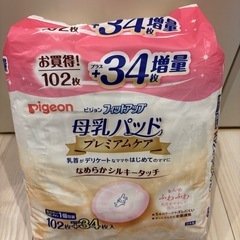 お買得!
102枚
プラス
+34枚
増量
Pigeon
ピジョン フィットアップ
母乳パッド
プレミアムケア
乳首がデリケートなママやはじめてのママに
なめらかシルキータッチ
ふわふわ
102枚+34枚入